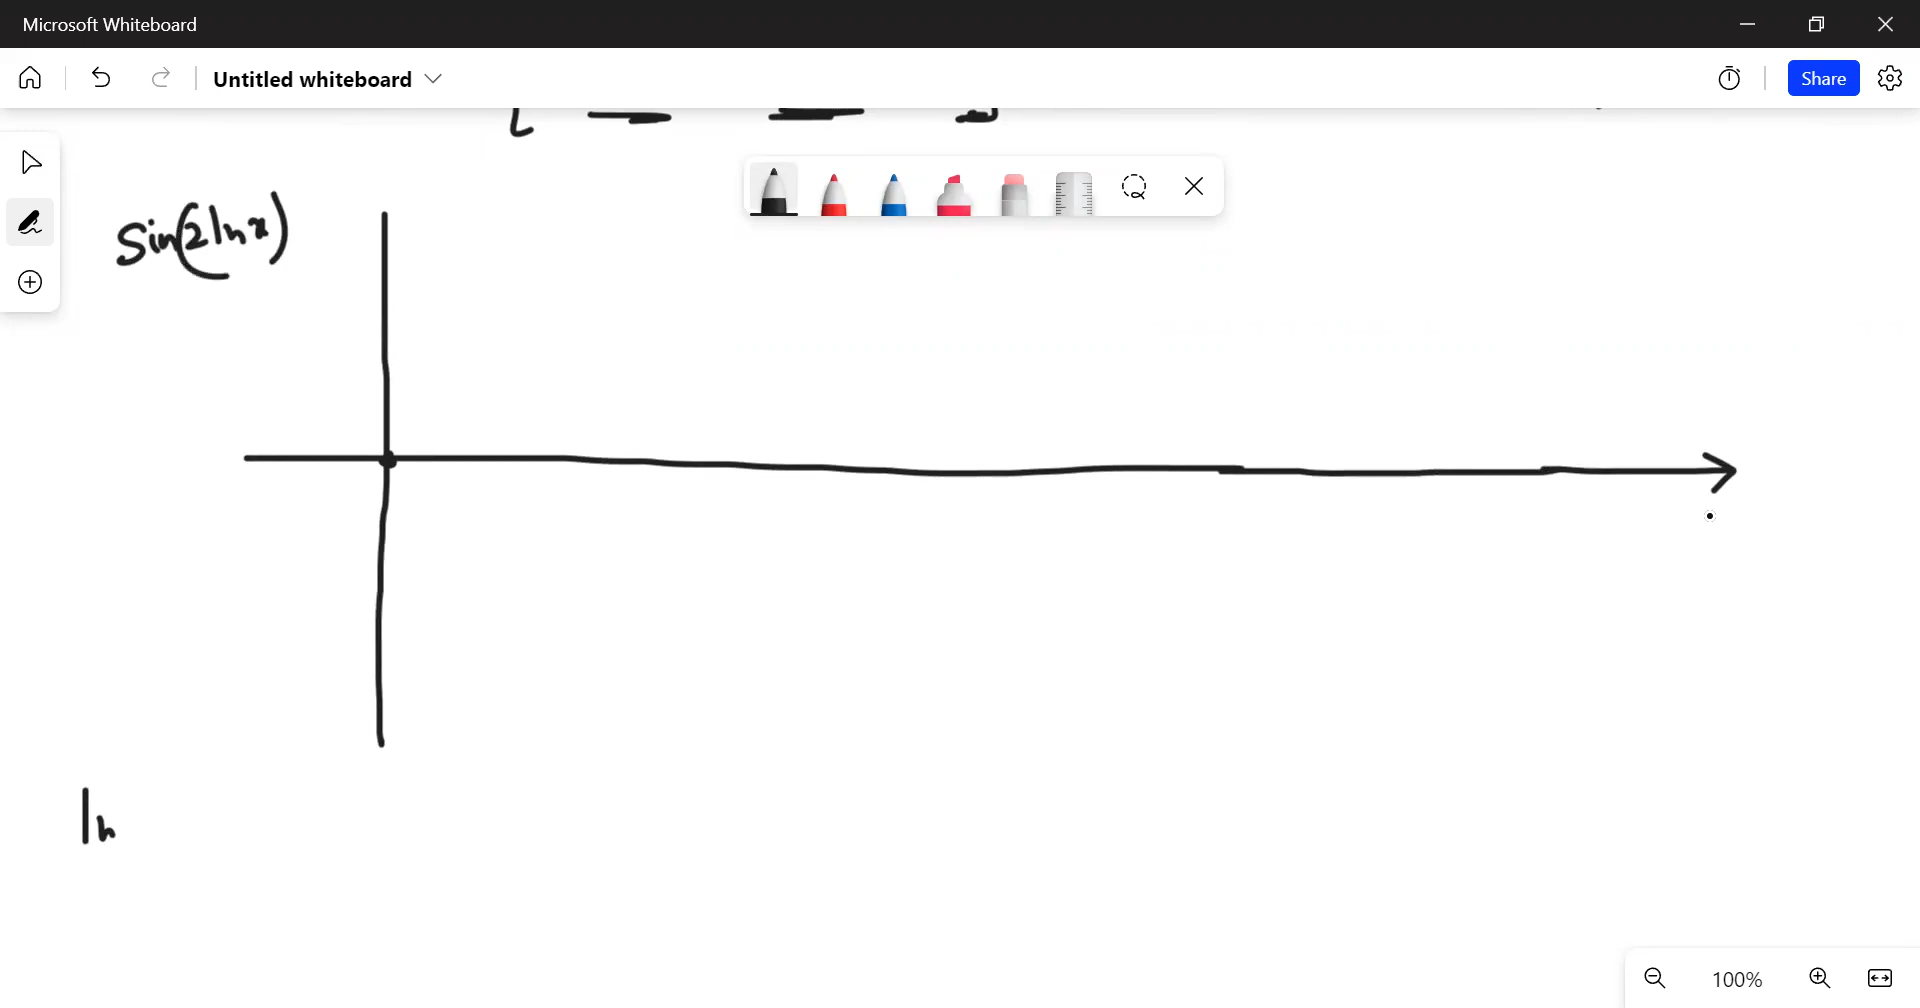 Microsoft Whiteboard
Untitled whiteboard
Share
sin(2lnx)
ln
100%